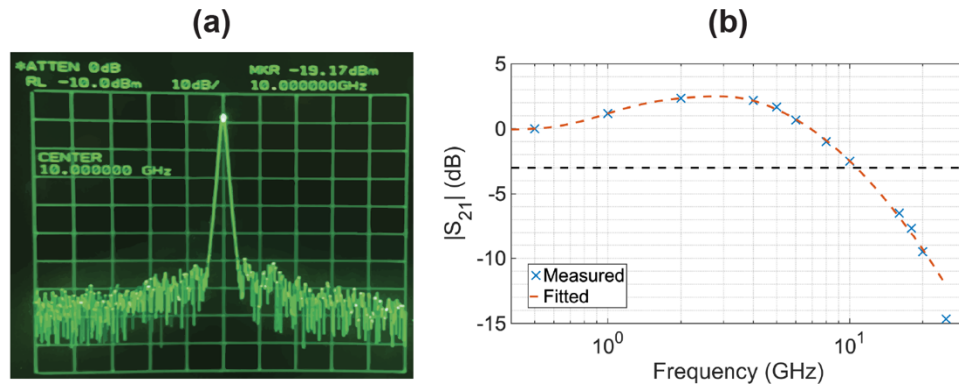 (a)
*ATTEN 0dB
RL -10.0dBm
10dB/
MKR -19.17dBm
10.000000GHz
CENTER
10.000000 GHz
(b)
|S21| (dB)
5
0
-5
-10
-15
Measured
Fitted
10^0
10^1
Frequency (GHz)